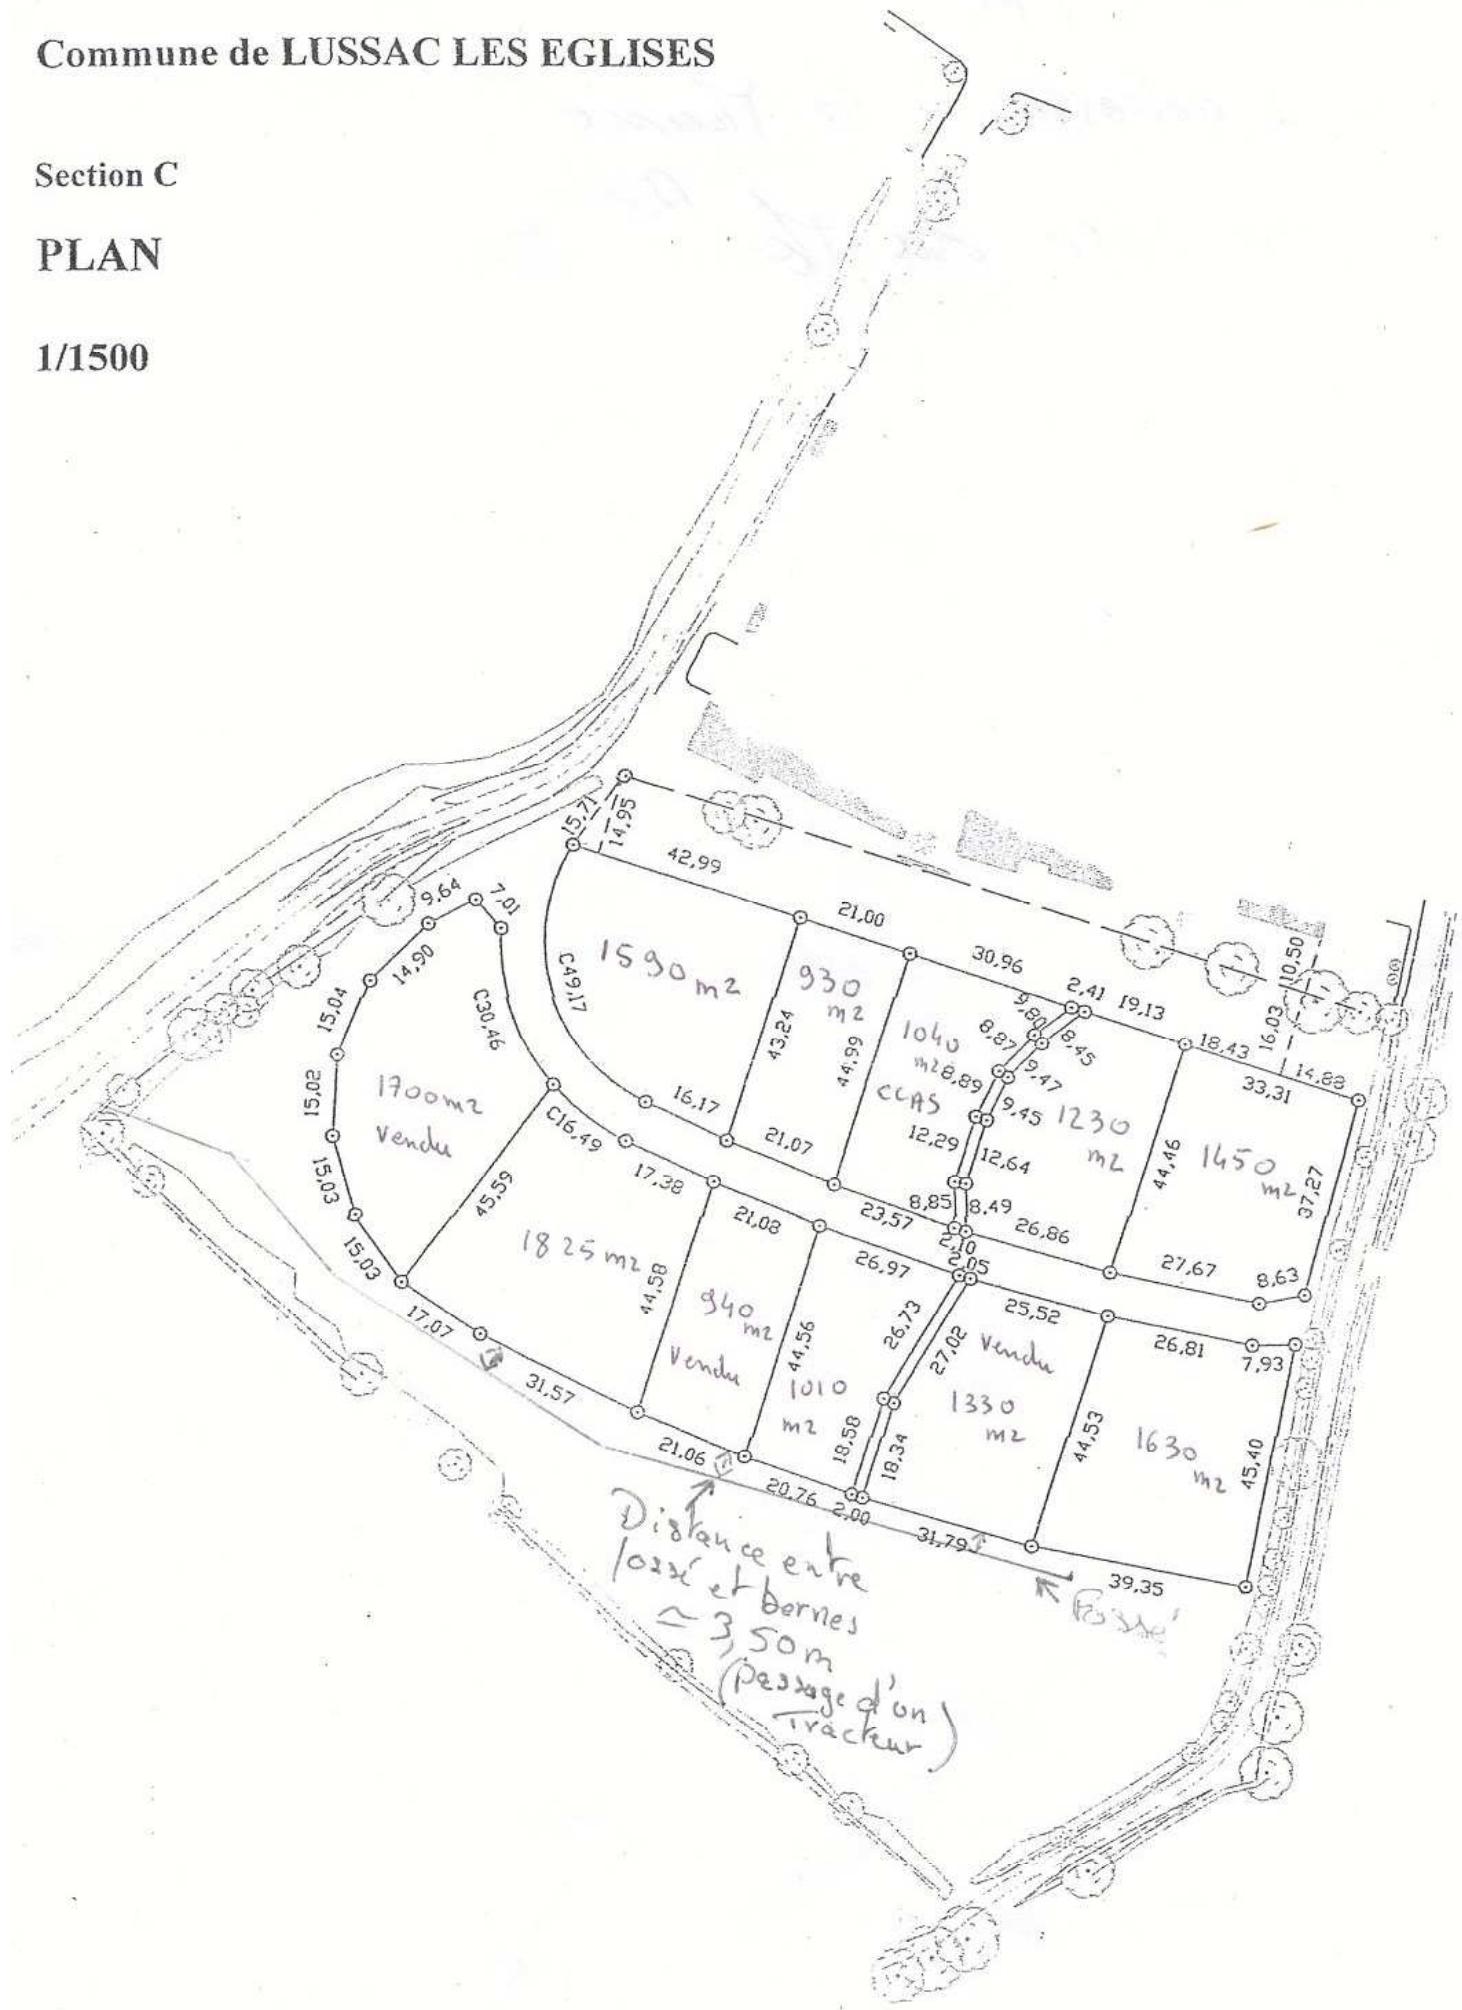 Commune de LUSSAC LES EGLISES
Section C
PLAN
1/1500
15,71
14,95
42,99
21,00
30,96
2,41
19,13
18,43
16,03
10,50
14,88
33,31
9,64
7,01
14,90
15,04
15,02
15,03
15,03
C30,46
C49,17
1590 m2
930
m2
1040
m2
CCAS
9,80
8,87
8,89
12,29
8,85
8,45
9,47
9,45
12,64
8,49
1230
m2
1450
m2
43,24
44,99
44,46
37,27
1700 m2
Vendu
16,17
21,07
23,57
2,10
26,86
27,67
8,63
C16,49
17,38
21,08
26,97
2,05
25,52
26,81
7,93
45,59
1825 m2
44,58
940
m2
Vendu
44,56
1010
m2
26,73
27,02
18,58
18,34
Vendu
1330
m2
44,53
1630
m2
45,40
17,07
31,57
21,06
20,76
2,00
31,79
39,35
Distance entre
fossé et bornes
≃ 3,50 m
(passage d'un
Tracteur)
Fossé